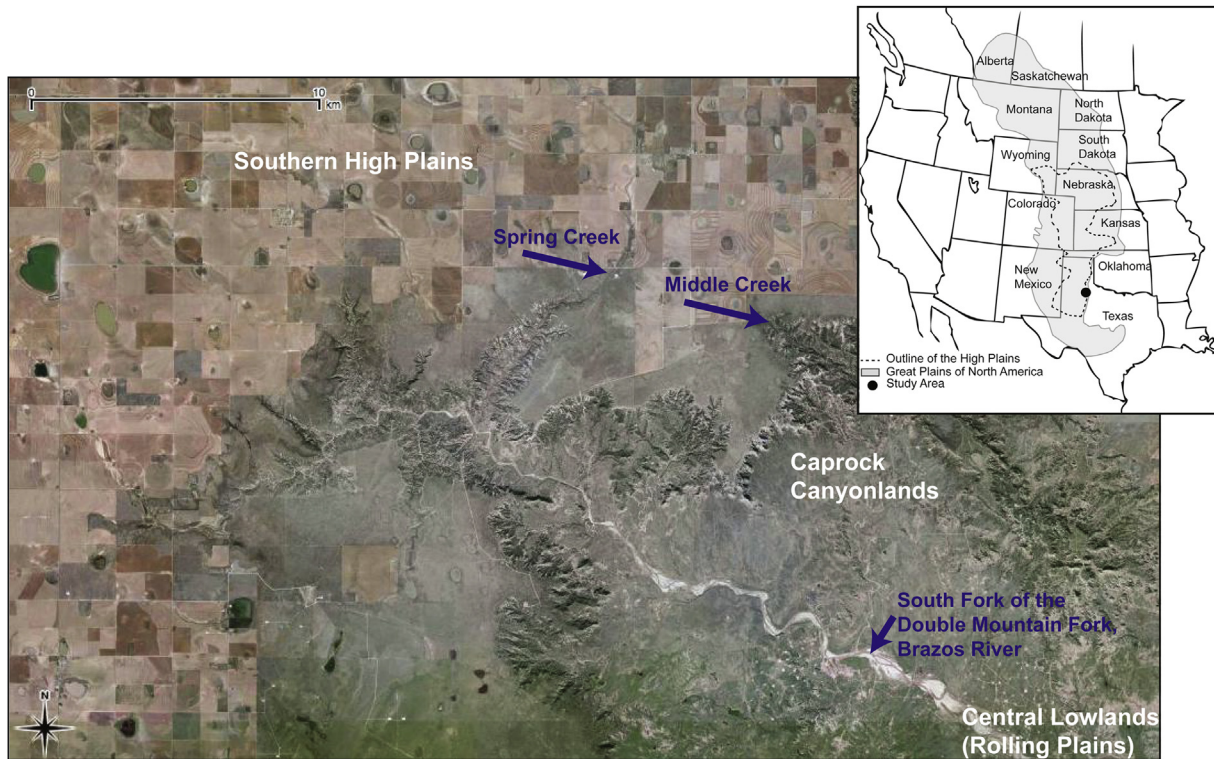 0
10
km
Southern High Plains
Spring Creek
Middle Creek
Caprock
Canyonlands
South Fork of the
Double Mountain Fork,
Brazos River
Central Lowlands
(Rolling Plains)
N
Alberta
Saskatchewan
Montana
North
Dakota
South
Dakota
Wyoming
Nebraska
Colorado
Kansas
New
Mexico
Oklahoma
Texas
Outline of the High Plains
Great Plains of North America
Study Area